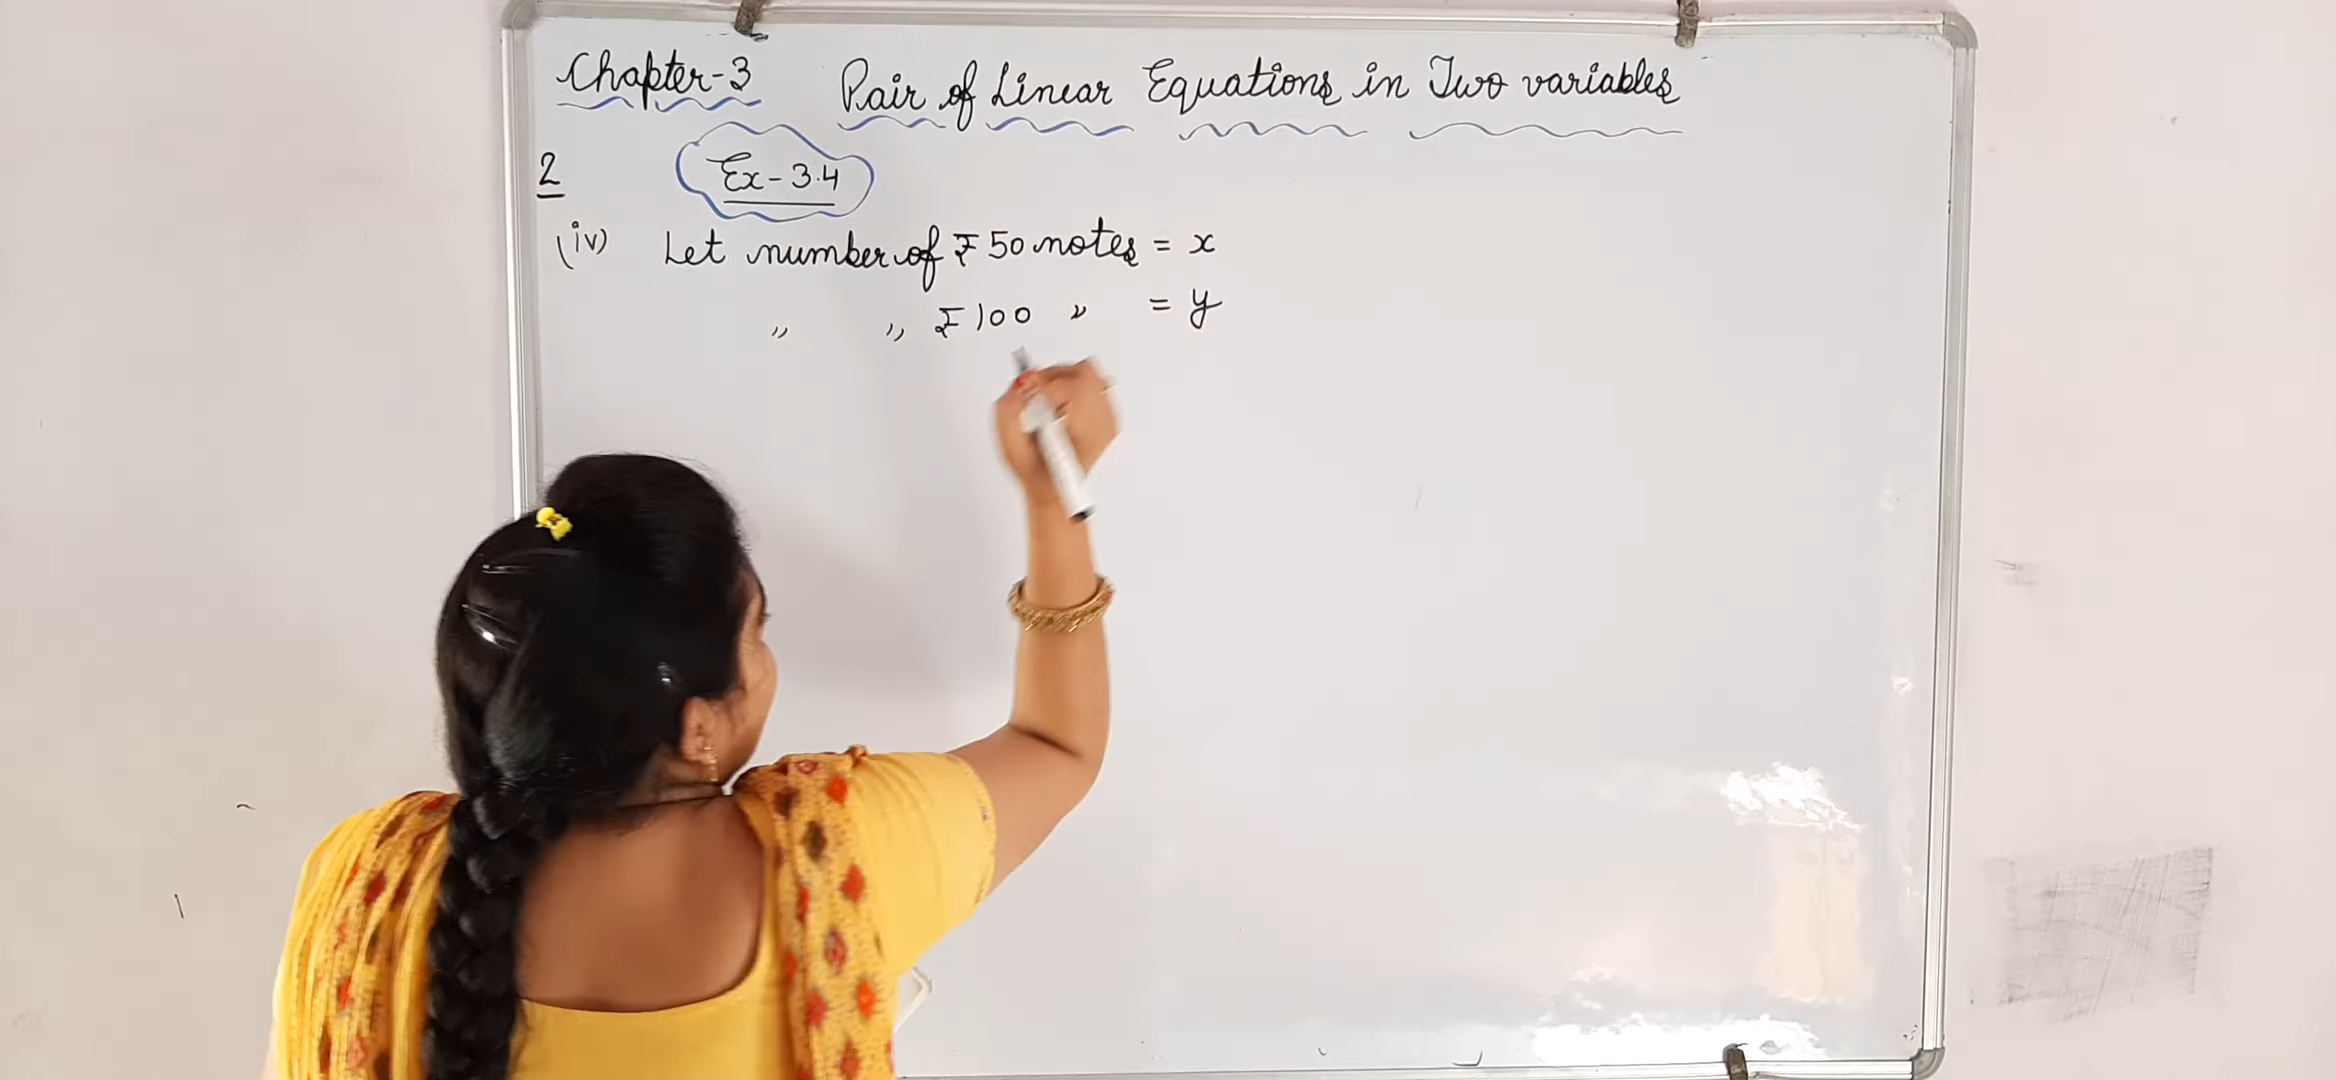 Chapter-3 Pair of Linear Equations in Two variables
2 Ex-3.4
(iv) Let number of ₹50 notes = x
" " ₹100 " = y